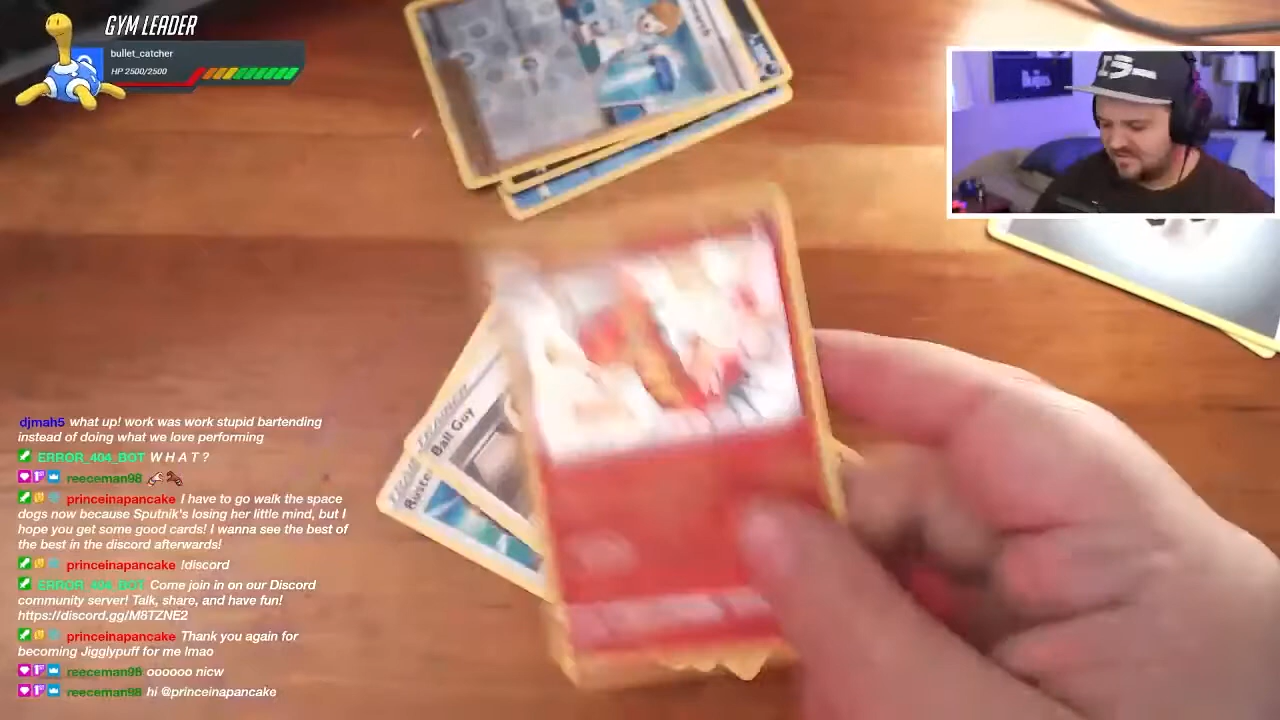 GYM LEADER
bullet_catcher
HP 2500/2500
エラー
Ball Guy
djmah5 what up! work was work stupid bartending
instead of doing what we love performing
ERROR_404_BOT W H A T ?
reeceman98
princeinapancake I have to go walk the space
dogs now because Sputnik's losing her little mind, but I
hope you get some good cards! I wanna see the best of
the best in the discord afterwards!
princeinapancake !discord
ERROR_404_BOT Come join in on our Discord
community server! Talk, share, and have fun!
https://discord.gg/M8TZNE2
princeinapancake Thank you again for
becoming Jigglypuff for me lmao
reeceman98 oooooo nicw
reeceman98 hi @princeinapancake